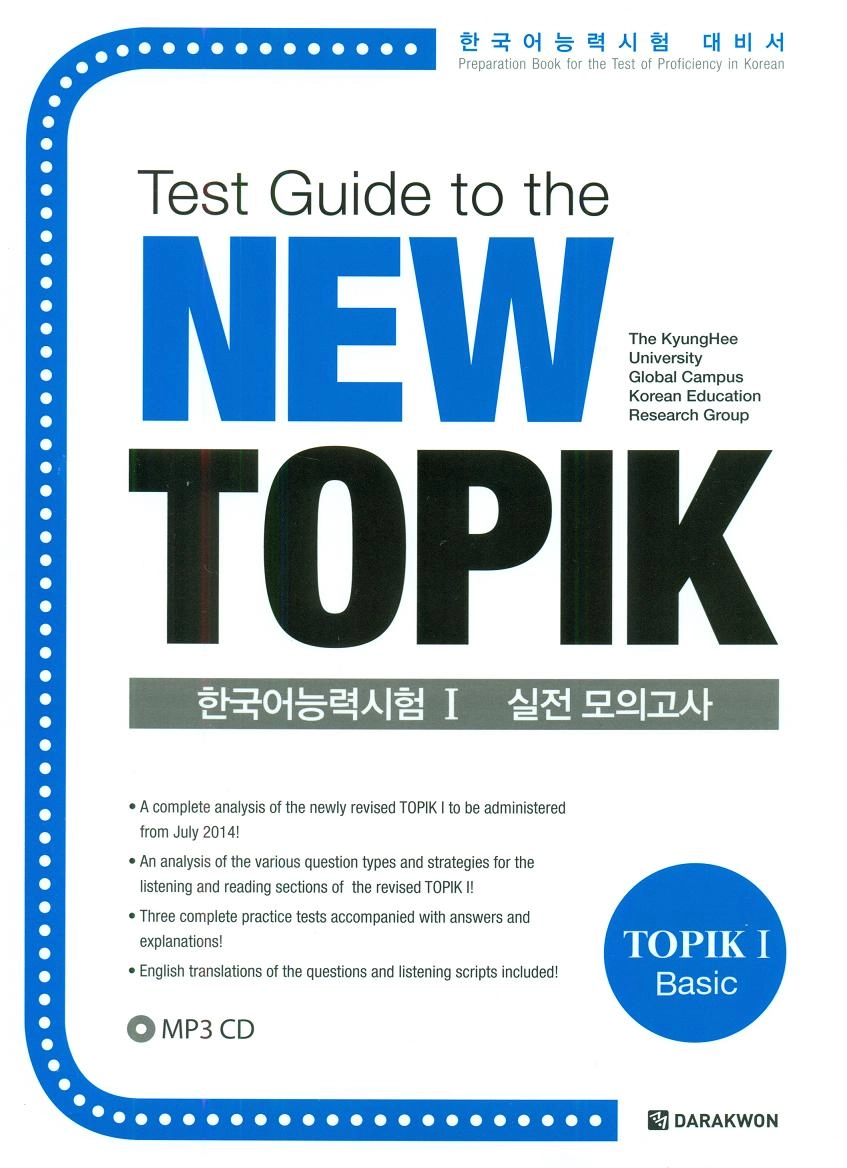 한국어능력시험 대비서
Preparation Book for the Test of Proficiency in Korean
Test Guide to the
NEW
The KyungHee
University
Global Campus
Korean Education
Research Group
TOPIK
한국어능력시험 I 실전 모의고사
• A complete analysis of the newly revised TOPIK I to be administered
from July 2014!
• An analysis of the various question types and strategies for the
listening and reading sections of the revised TOPIK I!
• Three complete practice tests accompanied with answers and
explanations!
• English translations of the questions and listening scripts included!
TOPIK I
Basic
MP3 CD
DARAKWON